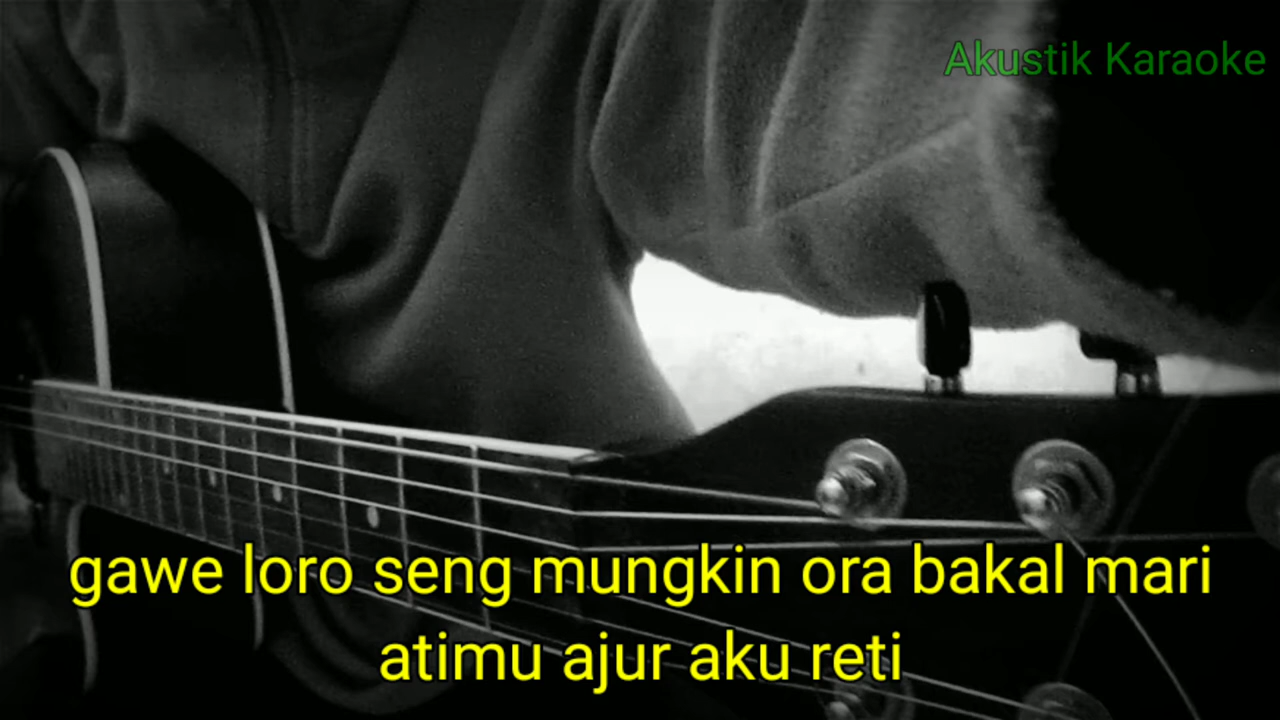 Akustik Karaoke
gawe loro seng mungkin ora bakal mari
atimu ajur aku reti